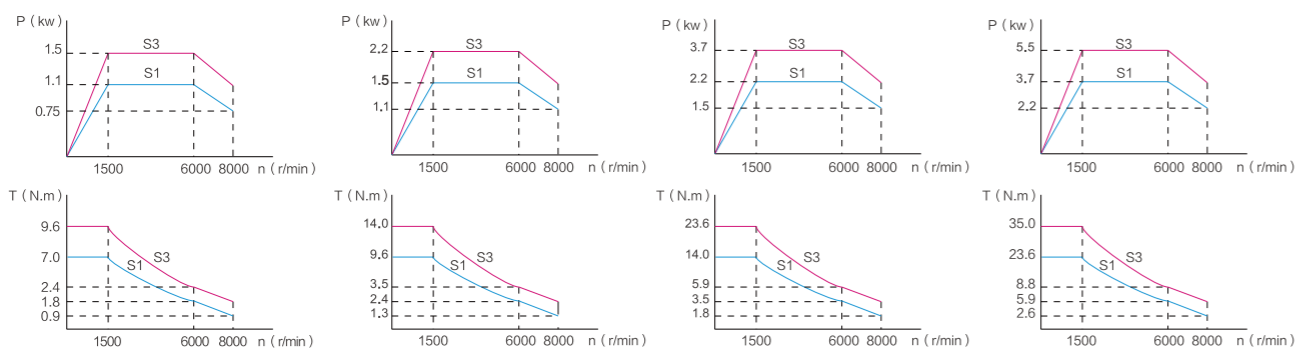 P ( kw )
1.5
1.1
0.75
S3
S1
1500 6000 8000 n ( r/min )
P ( kw )
2.2
1.5
1.1
S3
S1
1500 6000 8000 n ( r/min )
P ( kw )
3.7
2.2
1.5
S3
S1
1500 6000 8000 n ( r/min )
P ( kw )
5.5
3.7
2.2
S3
S1
1500 6000 8000 n ( r/min )
T ( N.m )
9.6
7.0
2.4
1.8
0.9
S1 S3
1500 6000 8000 n ( r/min )
T ( N.m )
14.0
9.6
3.5
2.4
1.3
S1 S3
1500 6000 8000 n ( r/min )
T ( N.m )
23.6
14.0
5.9
3.5
1.8
S1 S3
1500 6000 8000 n ( r/min )
T ( N.m )
35.0
23.6
8.8
5.9
2.6
S1 S3
1500 6000 8000 n ( r/min )